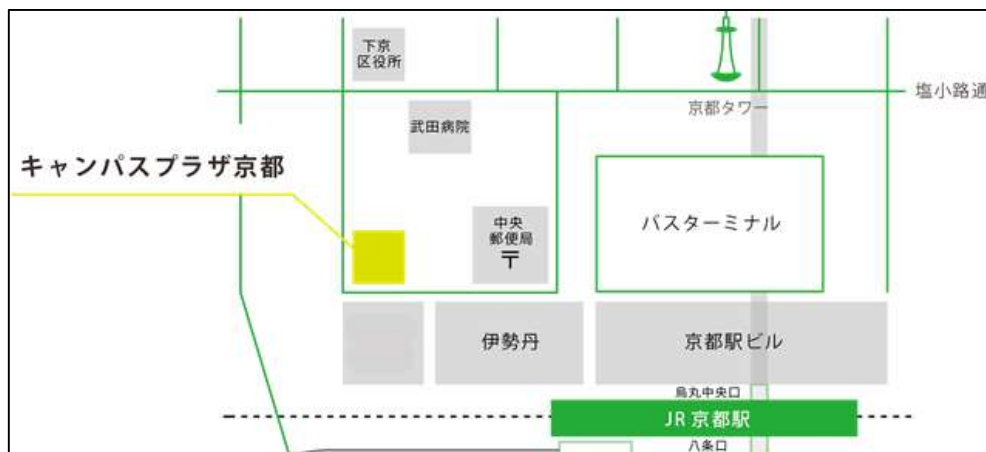 下京
区役所
塩小路通
京都タワー
武田病院
キャンパスプラザ京都
中央
郵便局
〒
バスターミナル
伊勢丹
京都駅ビル
烏丸中央口
JR 京都駅
八条口